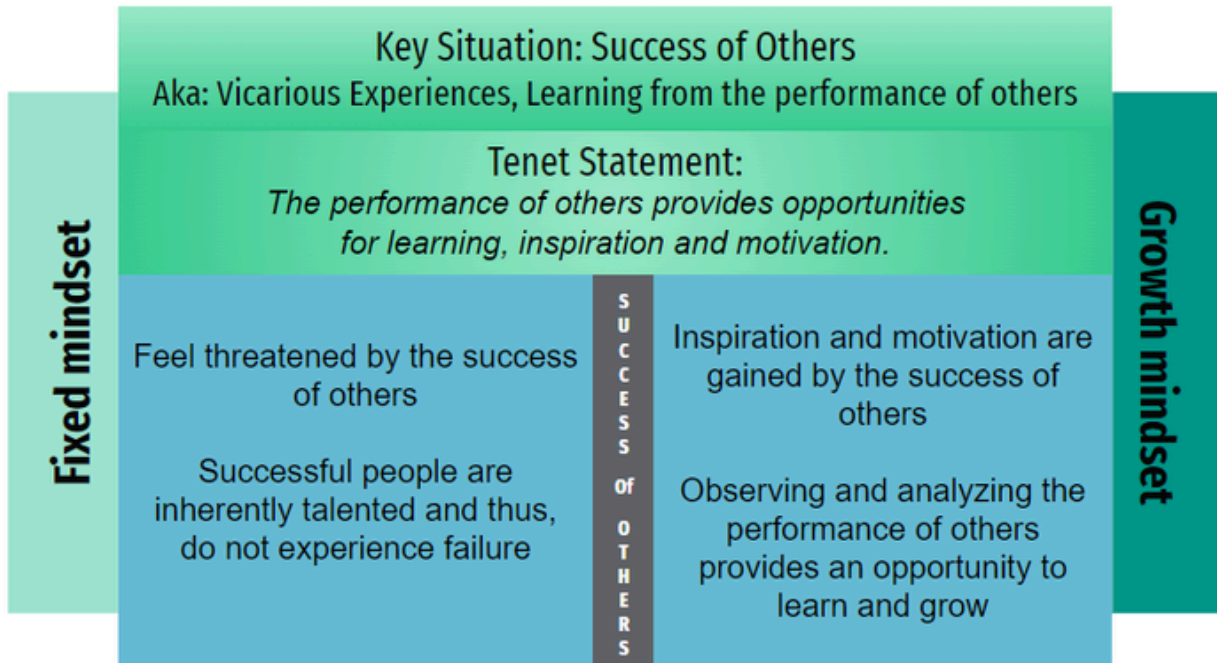 Key Situation: Success of Others
Aka: Vicarious Experiences, Learning from the performance of others
Tenet Statement:
The performance of others provides opportunities
for learning, inspiration and motivation.
Fixed mindset
Feel threatened by the success
of others
Successful people are
inherently talented and thus,
do not experience failure
SUCCESS Of OTHERS
Inspiration and motivation are
gained by the success of
others
Observing and analyzing the
performance of others
provides an opportunity to
learn and grow
Growth mindset